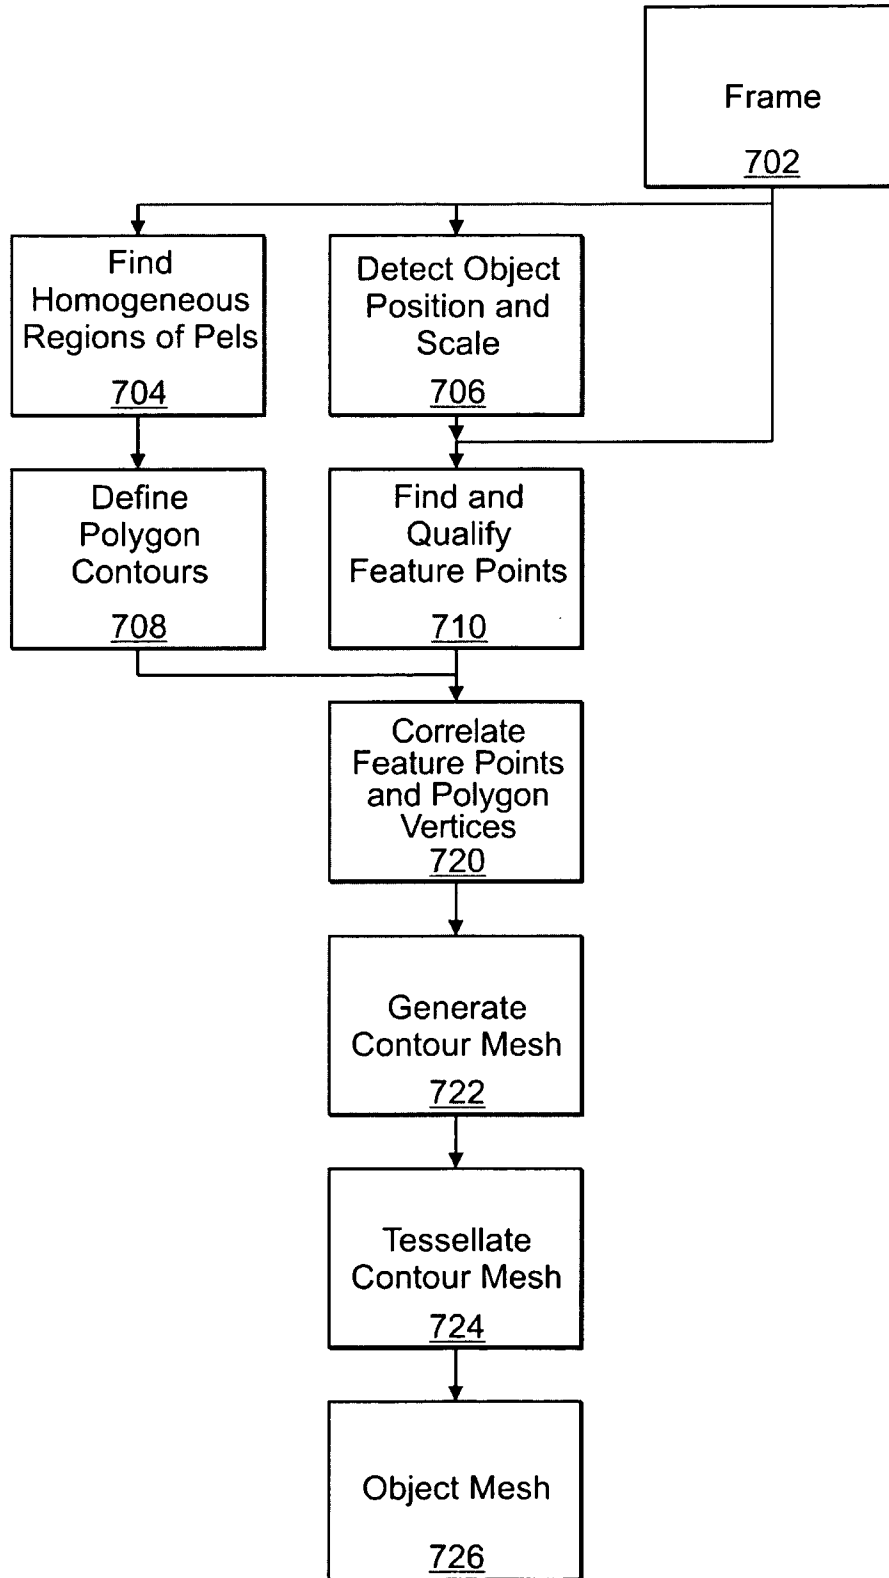 Frame
702
Find
Homogeneous
Regions of Pels
704
Detect Object
Position and
Scale
706
Define
Polygon
Contours
708
Find and
Qualify
Feature Points
710
Correlate
Feature Points
and Polygon
Vertices
720
Generate
Contour Mesh
722
Tessellate
Contour Mesh
724
Object Mesh
726